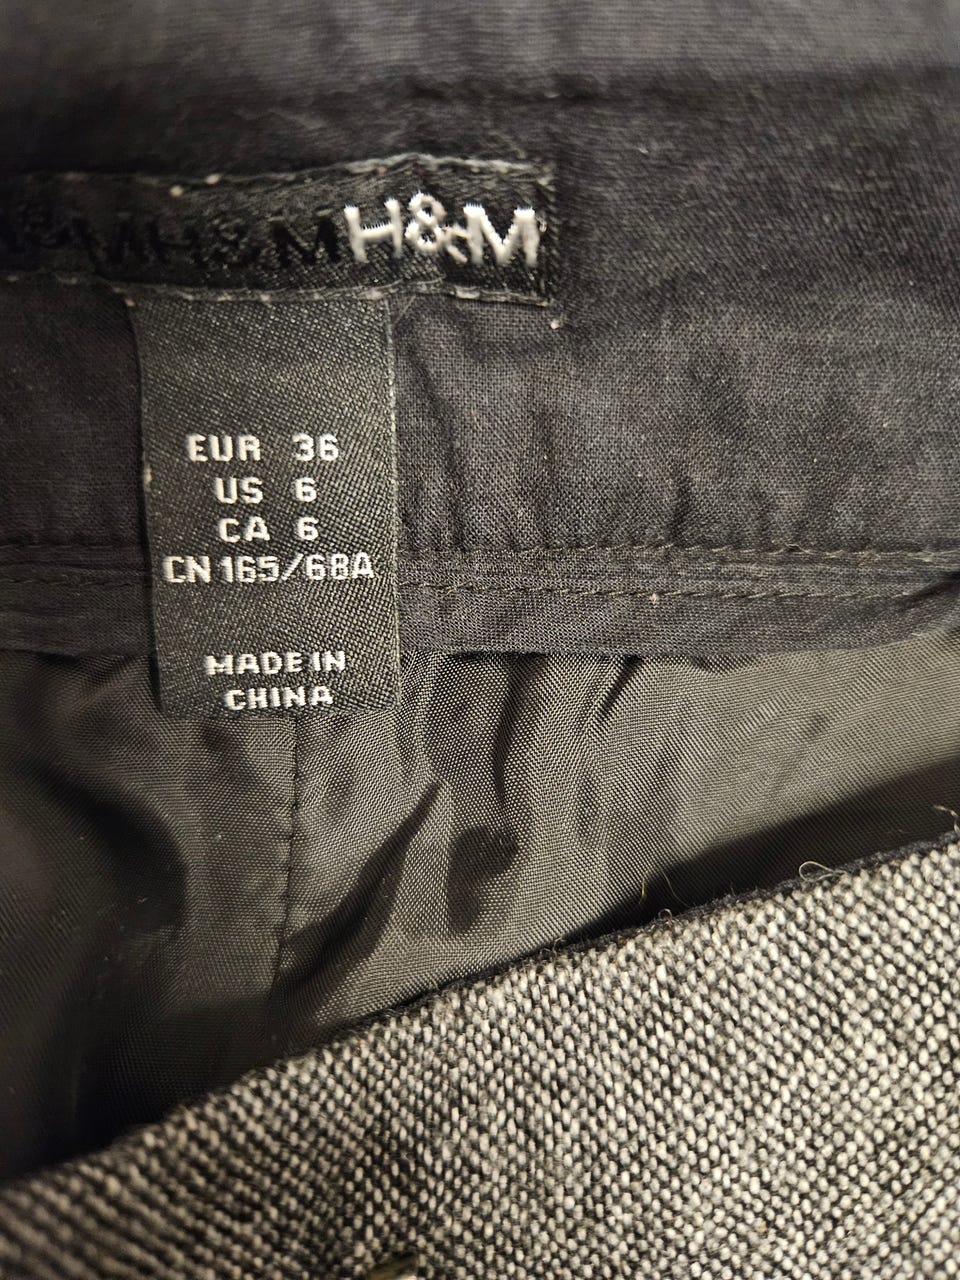 H&M H&M
EUR 36
US 6
CA 6
CN 165/68A
MADE IN
CHINA